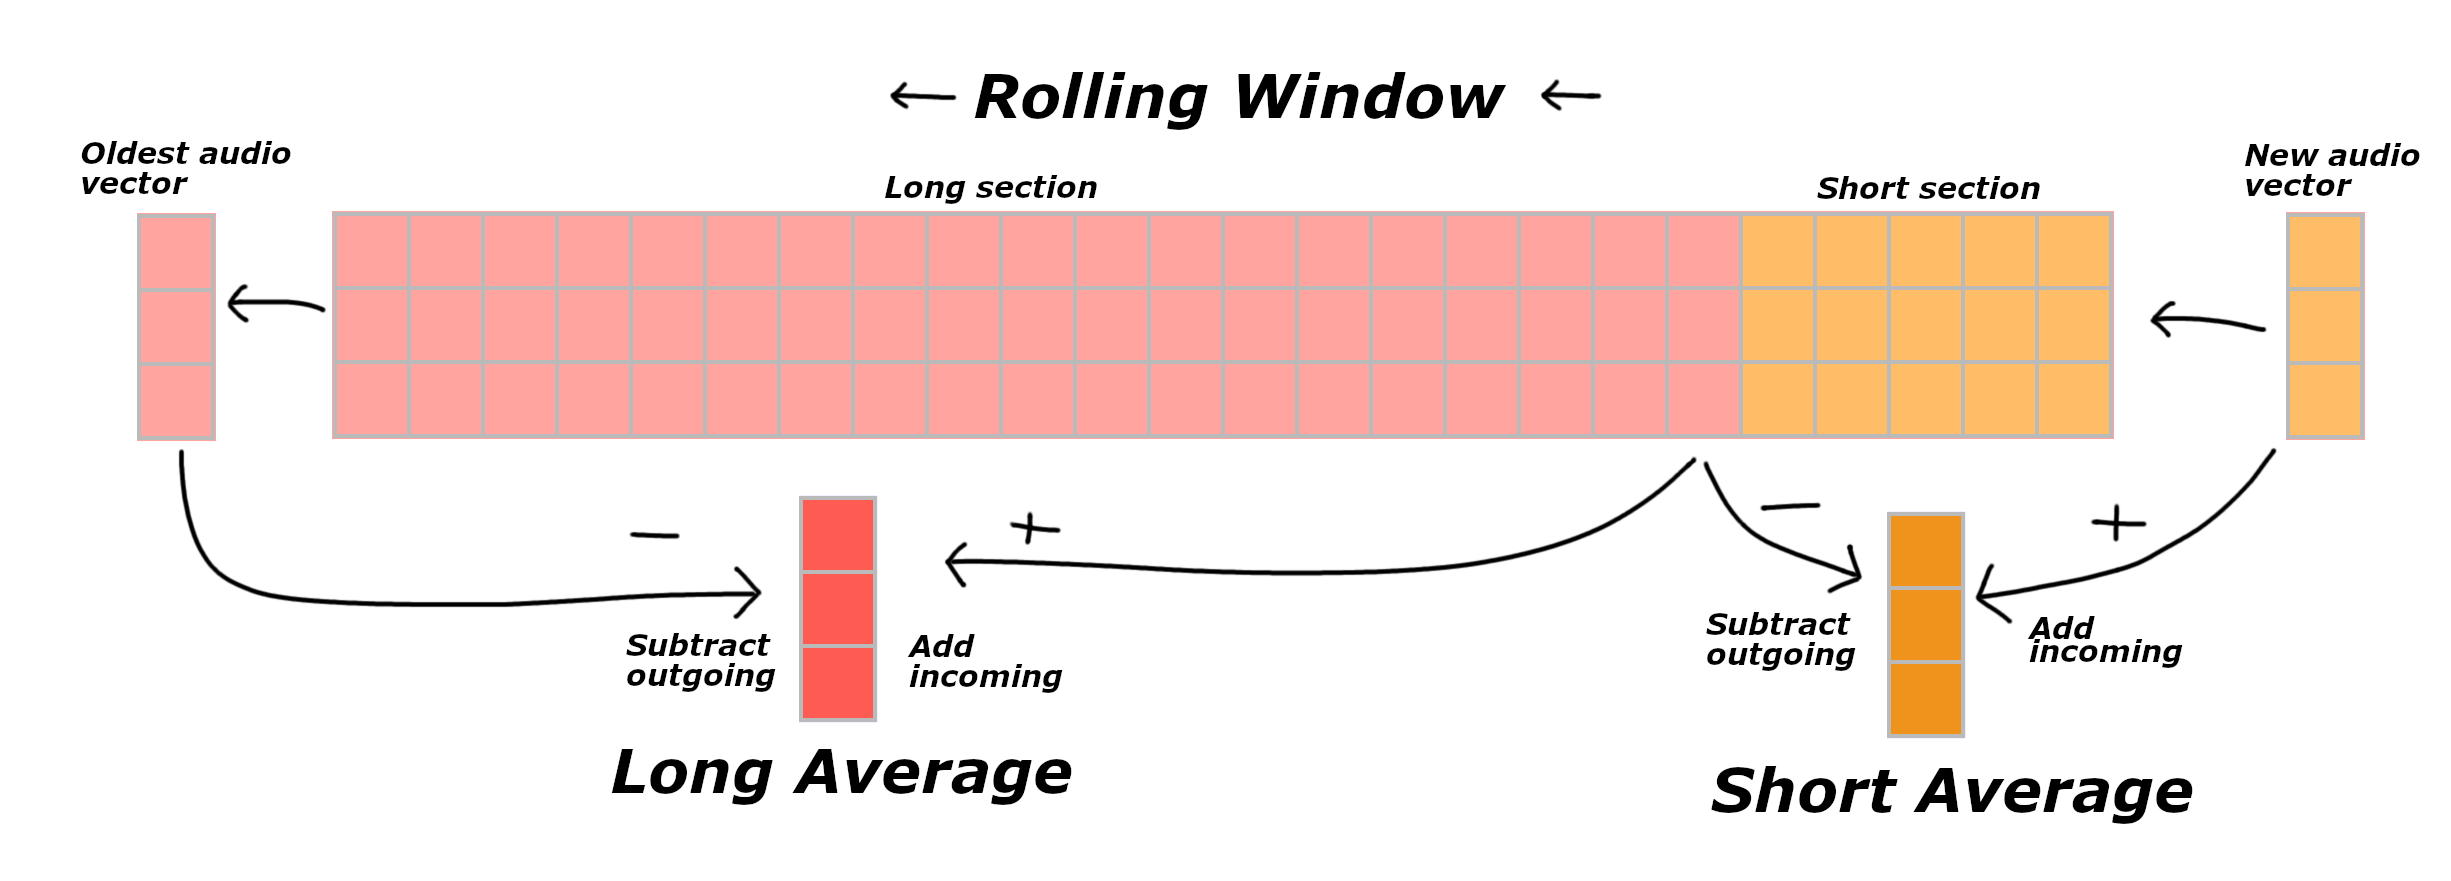 ← Rolling Window ←
Oldest audio
vector
Long section
Short section
New audio
vector
−
+
−
+
Subtract
outgoing
Add
incoming
Subtract
outgoing
Add
incoming
Long Average
Short Average